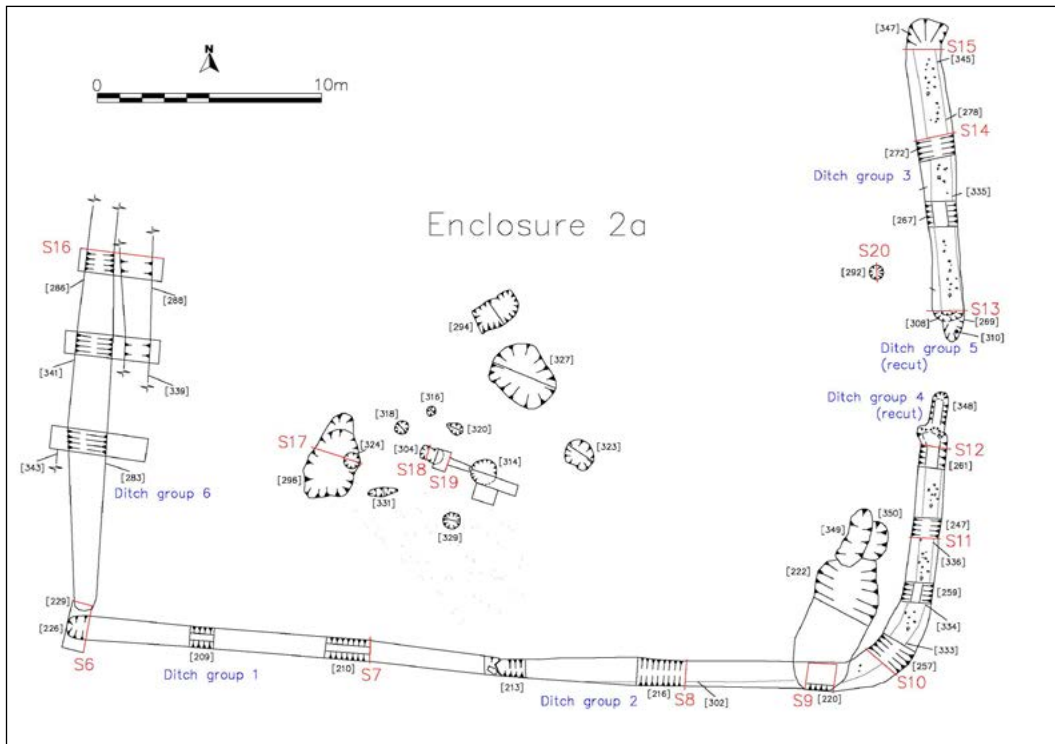 N
0 10m
[347]
S15
[345]
[278]
S14
[272]
Ditch group 3
[335]
[267]
Enclosure 2a
S20
[292]
S16
[286]
[288]
S13
[308] [269]
[310]
Ditch group 5
(recut)
[294]
[327]
[341]
[339]
Ditch group 4
(recut)
[348]
[316]
[318]
[320]
S17
[324]
[304]
S18
S19
[314]
[323]
S12
[261]
[343]
[283]
Ditch group 6
[298]
[331]
[329]
[247]
S11
[336]
[349]
[350]
[222]
[259]
[334]
[229]
[226]
S6
[209]
Ditch group 1
[210]
S7
[213]
Ditch group 2
[216]
S8
[302]
S9
[220]
[333]
[257]
S10